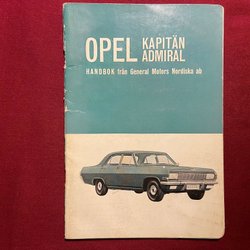 OPEL KAPITÄN
ADMIRAL
HANDBOK från General Motors Nordiska ab